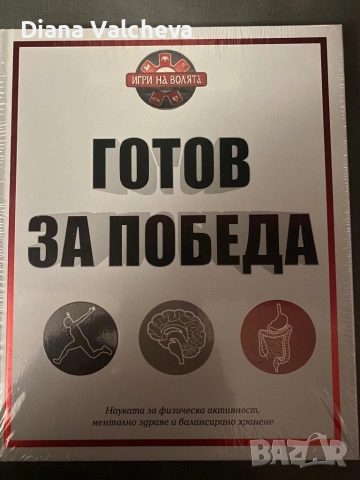 Diana Valcheva
ИГРИ НА ВОЛЯТА
ГОТОВ
ЗА ПОБЕДА
Науката за физическа активност,
ментално здраве и балансирано хранене
BAZAR